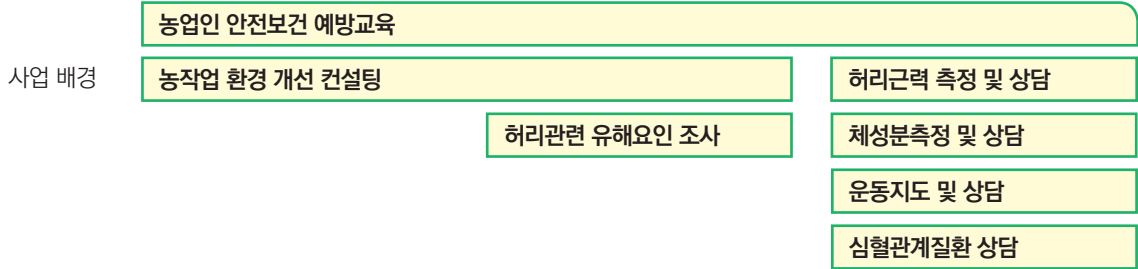 농업인 안전보건 예방교육
사업 배경
농작업 환경 개선 컨설팅
허리근력 측정 및 상담
허리관련 유해요인 조사
체성분측정 및 상담
운동지도 및 상담
심혈관계질환 상담